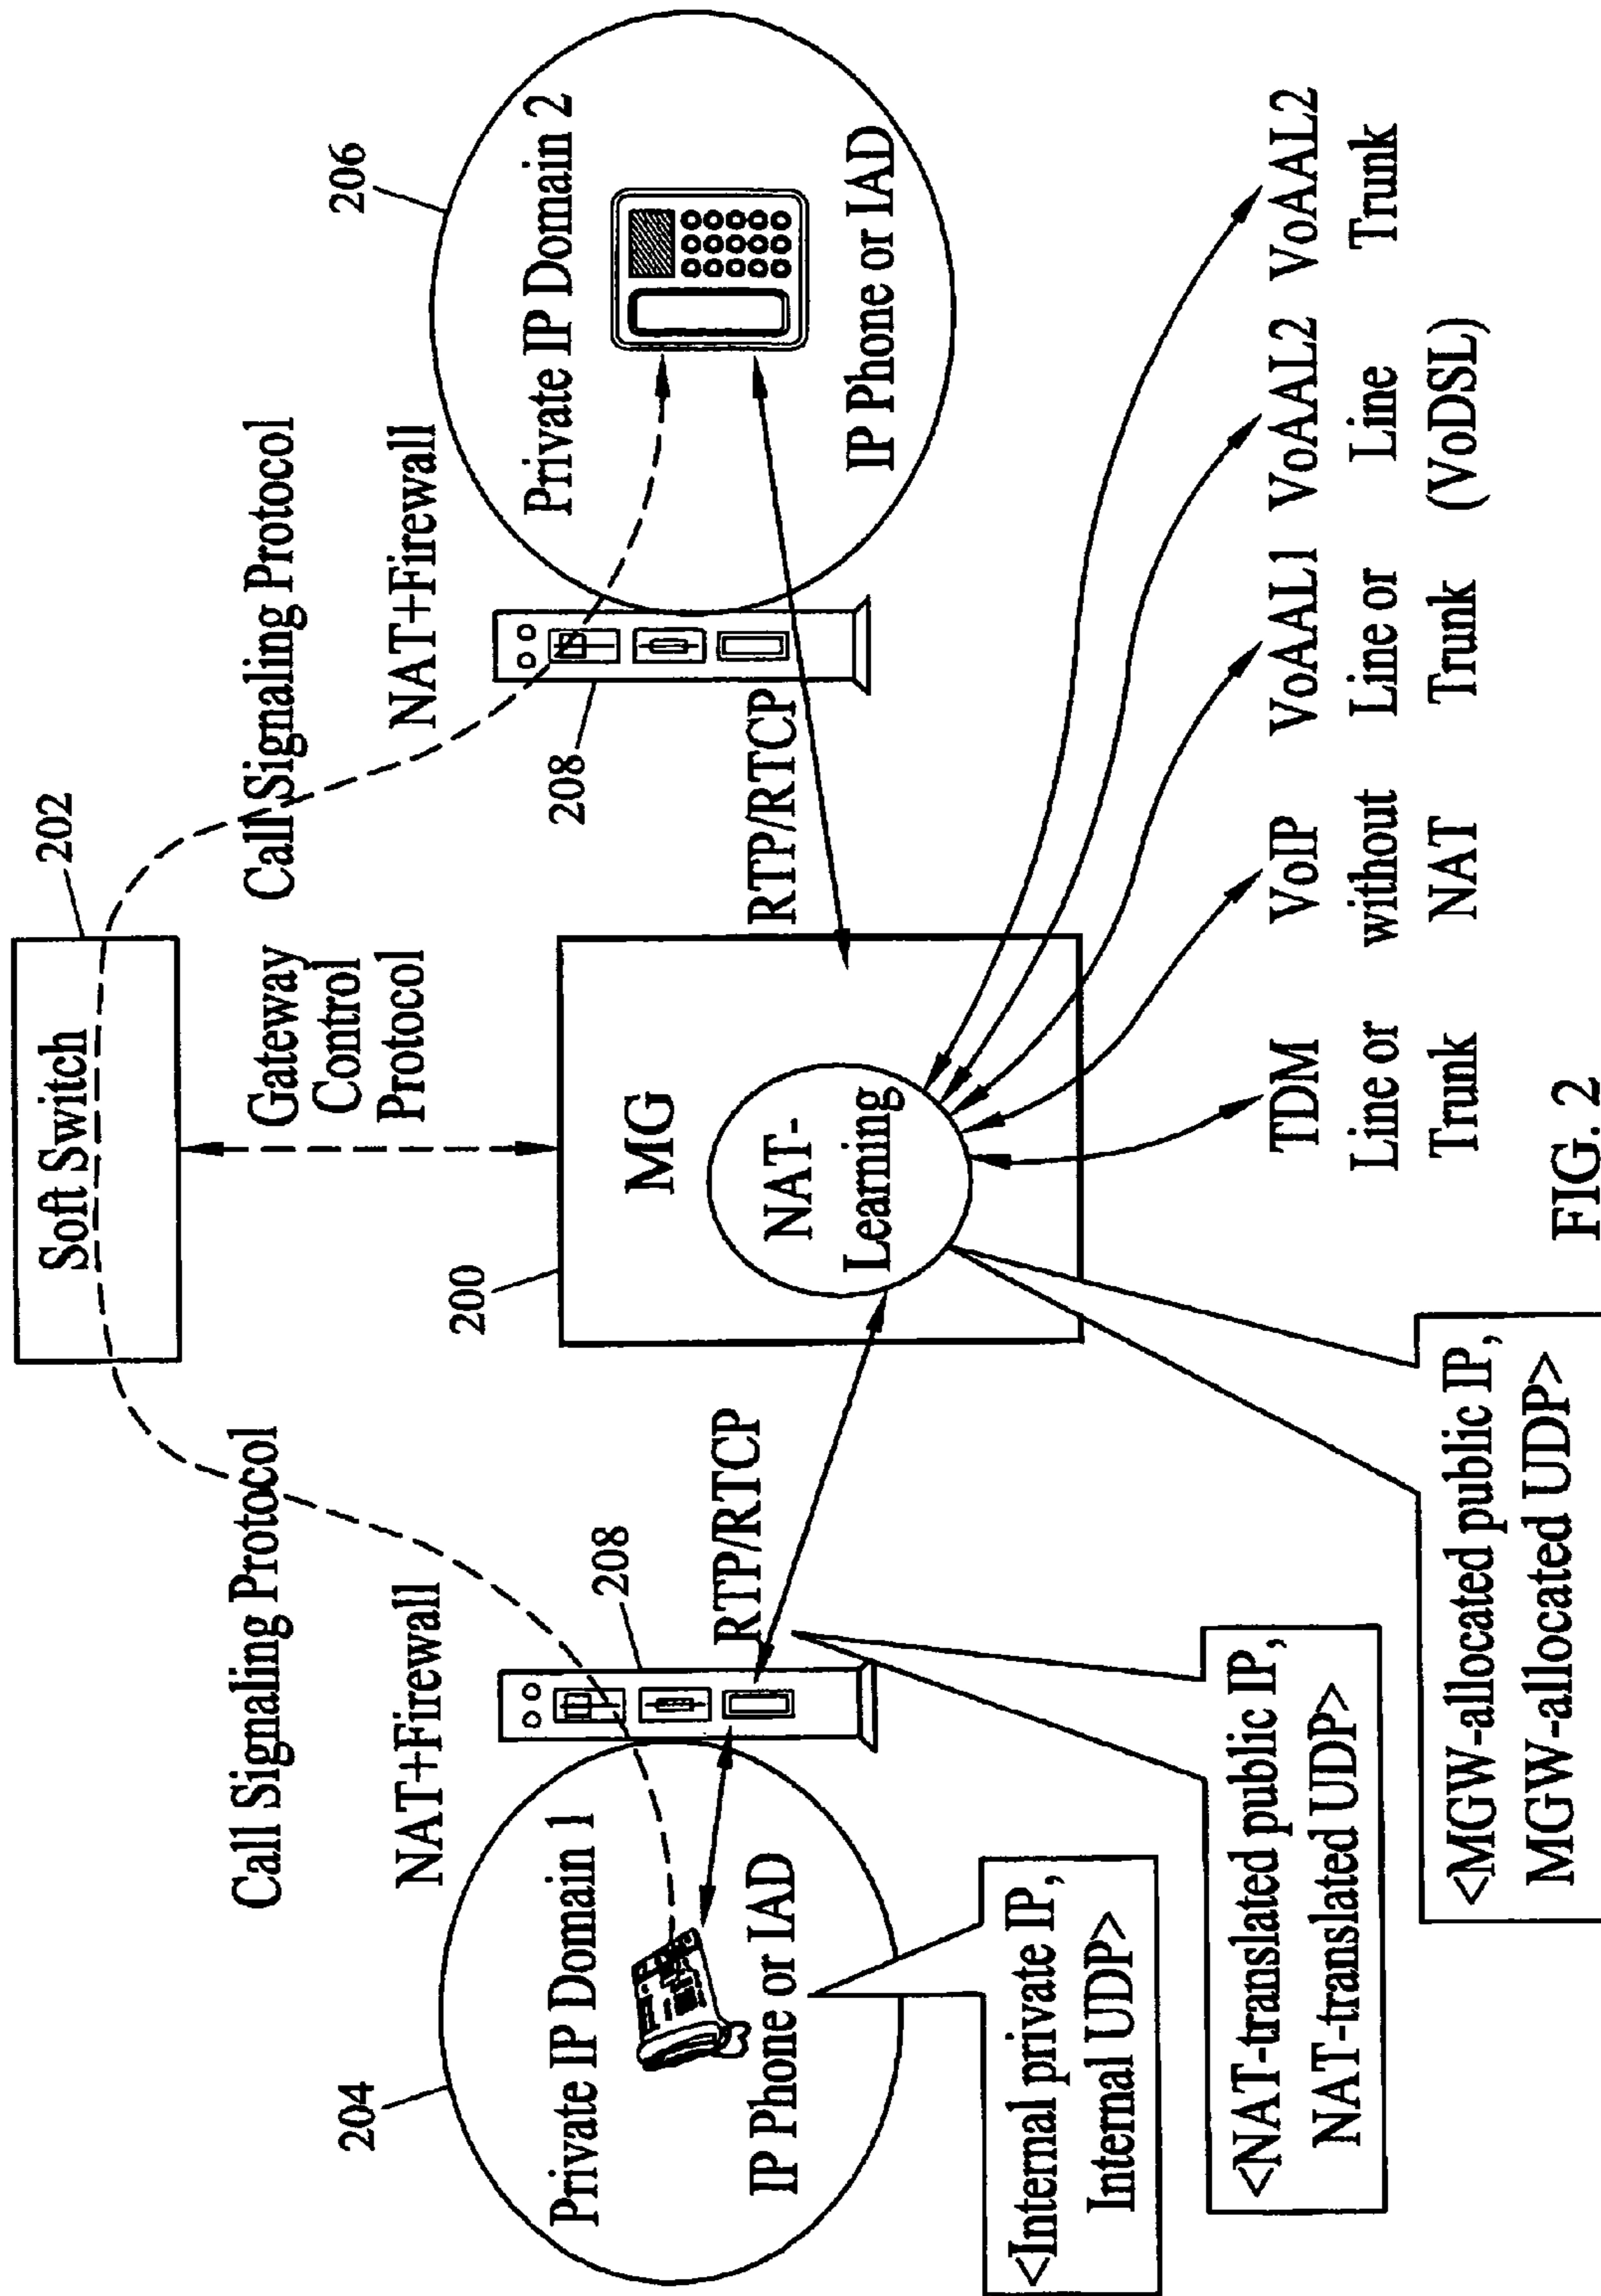 Soft Switch
202
Call Signaling Protocol
Call Signaling Protocol
Gateway
Control
Protocol
NAT+Firewall
NAT+Firewall
204
Private IP Domain 1
IP Phone or IAD
208
RTP/RTCP
200
MG
NAT-
Learning
RTP/RTCP
208
206
Private IP Domain 2
IP Phone or IAD
<Internal private IP,
Internal UDP>
<NAT-translated public IP,
NAT-translated UDP>
<MGW-allocated public IP,
MGW-allocated UDP>
TDM
Line or
Trunk
VoIP
without
NAT
VoAAL1
Line or
Trunk
VoAAL2
Line
(VoDSL)
VoAAL2
Trunk
FIG. 2